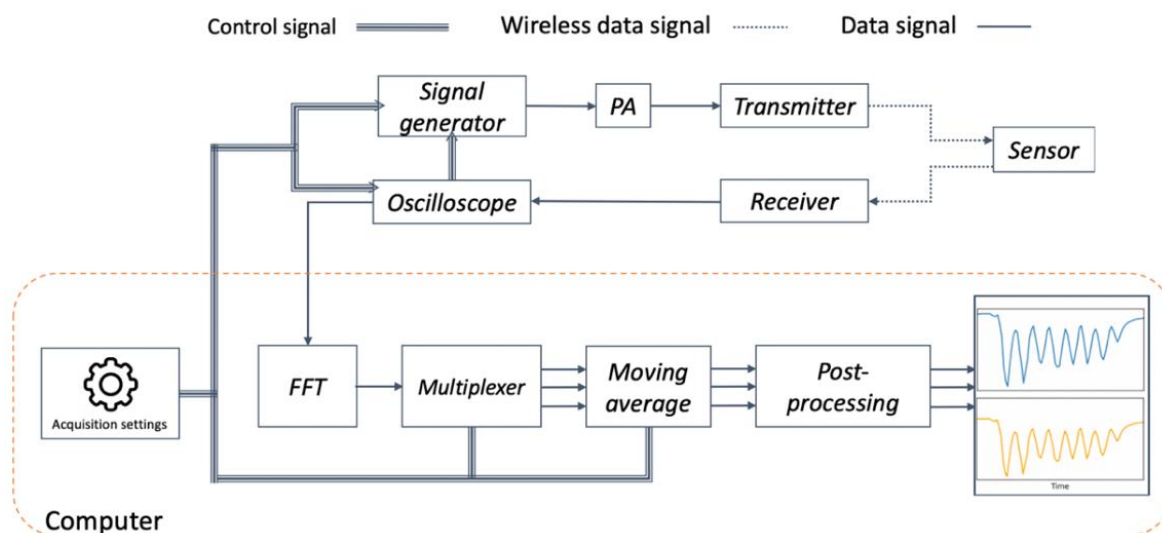 Control signal
Wireless data signal
Data signal
Signal
generator
PA
Transmitter
Sensor
Oscilloscope
Receiver
Acquisition settings
FFT
Multiplexer
Moving
average
Post-
processing
Time
Computer